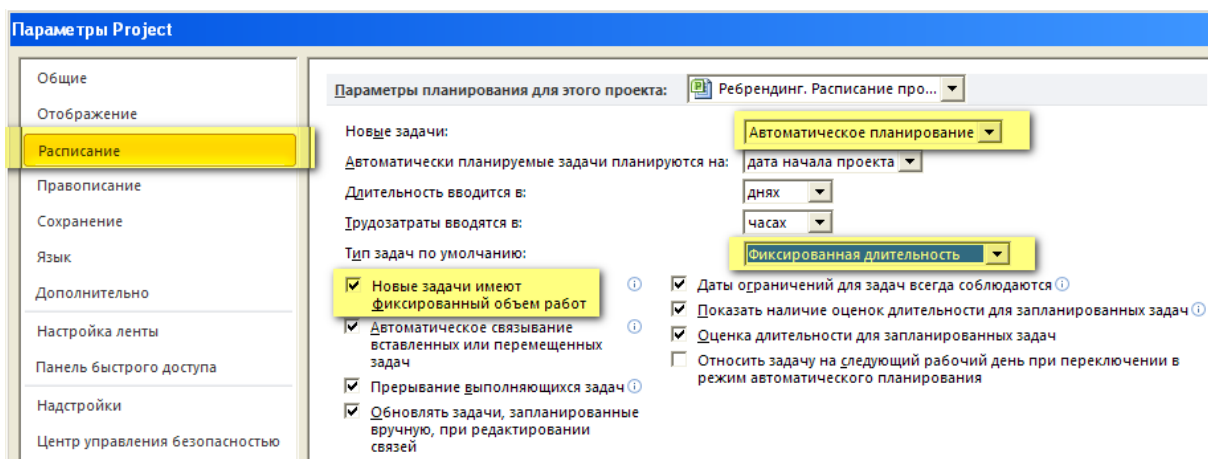 Параметры Project
Общие
Отображение
Расписание
Правописание
Сохранение
Язык
Дополнительно
Настройка ленты
Панель быстрого доступа
Надстройки
Центр управления безопасностью
Параметры планирования для этого проекта: Ребрендинг. Расписание про...
Новые задачи: Автоматическое планирование
Автоматически планируемые задачи планируются на: дата начала проекта
Длительность вводится в: днях
Трудозатраты вводятся в: часах
Тип задач по умолчанию: Фиксированная длительность
Новые задачи имеют
фиксированный объем работ
Автоматическое связывание
вставленных или перемещенных
задач
Прерывание выполняющихся задач
Обновлять задачи, запланированные
вручную, при редактировании
связей
Даты ограничений для задач всегда соблюдаются
Показать наличие оценок длительности для запланированных задач
Оценка длительности для запланированных задач
Относить задачу на следующий рабочий день при переключении в
режим автоматического планирования